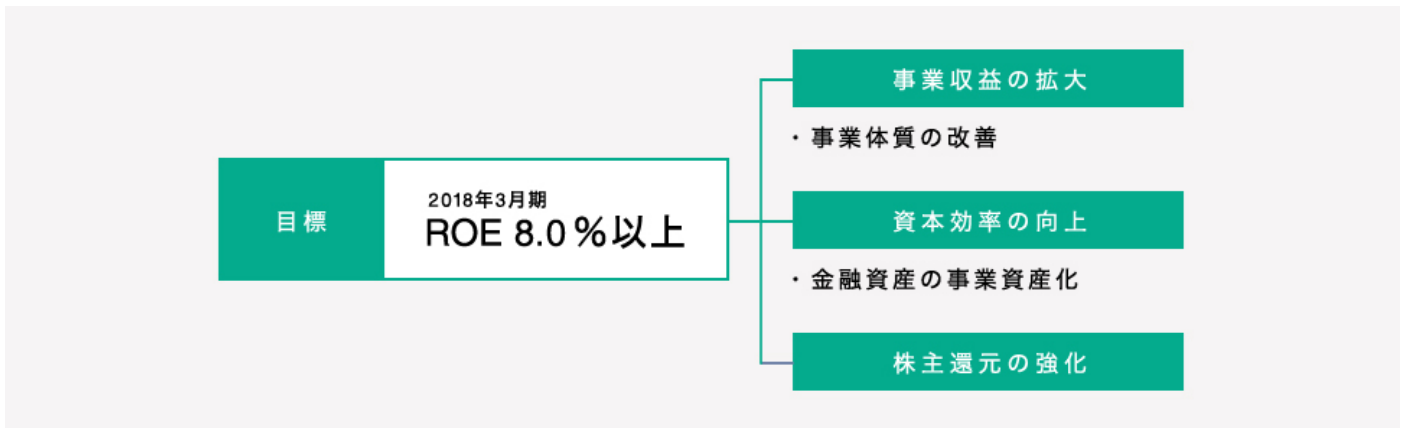 目標
2018年3月期
ROE 8.0%以上
事業収益の拡大
・事業体質の改善
資本効率の向上
・金融資産の事業資産化
株主還元の強化